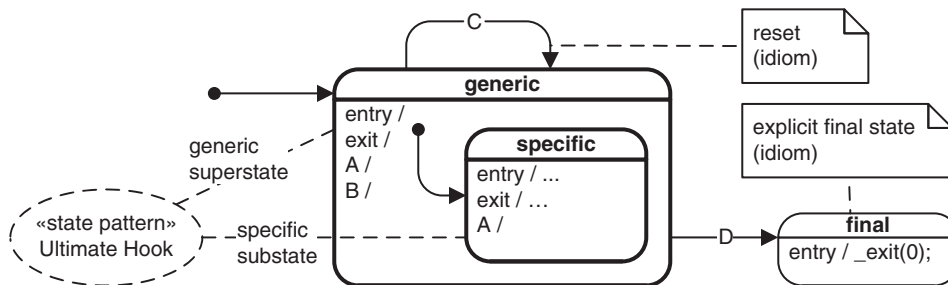 C
reset
(idiom)
generic
entry /
exit /
A /
B /
explicit final state
(idiom)
specific
entry / ...
exit / …
A /
generic
superstate
«state pattern»
Ultimate Hook
specific
substate
D
final
entry / _exit(0);